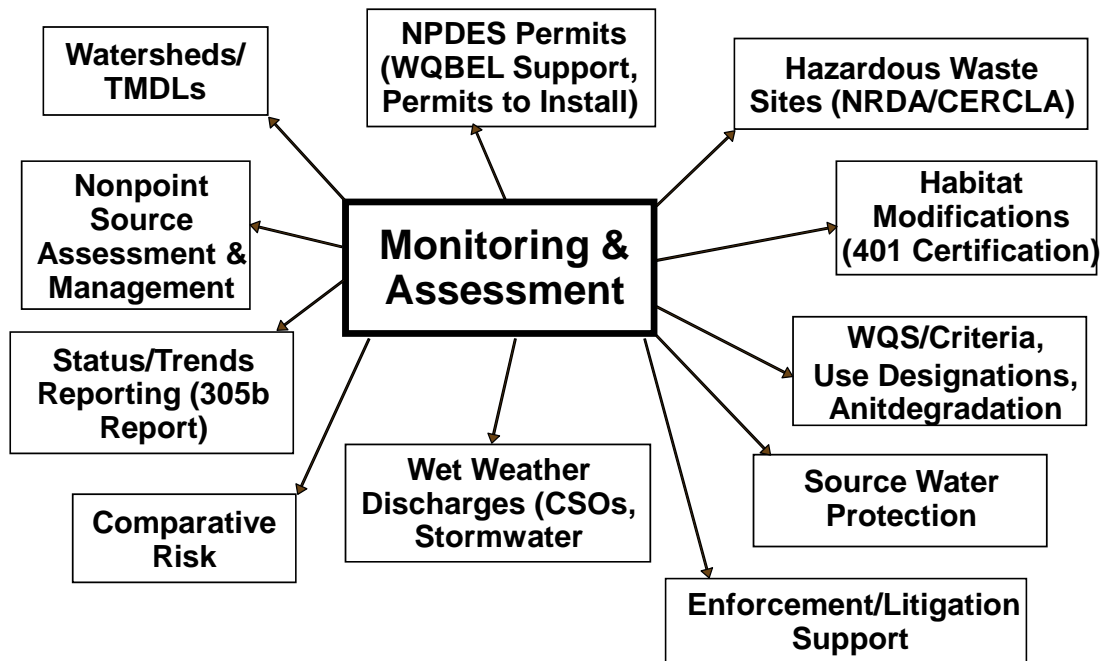 Watersheds/
TMDLs
NPDES Permits
(WQBEL Support,
Permits to Install)
Hazardous Waste
Sites (NRDA/CERCLA)
Nonpoint
Source
Assessment &
Management
Monitoring &
Assessment
Habitat
Modifications
(401 Certification)
Status/Trends
Reporting (305b
Report)
WQS/Criteria,
Use Designations,
Anitdegradation
Comparative
Risk
Wet Weather
Discharges (CSOs,
Stormwater
Source Water
Protection
Enforcement/Litigation
Support